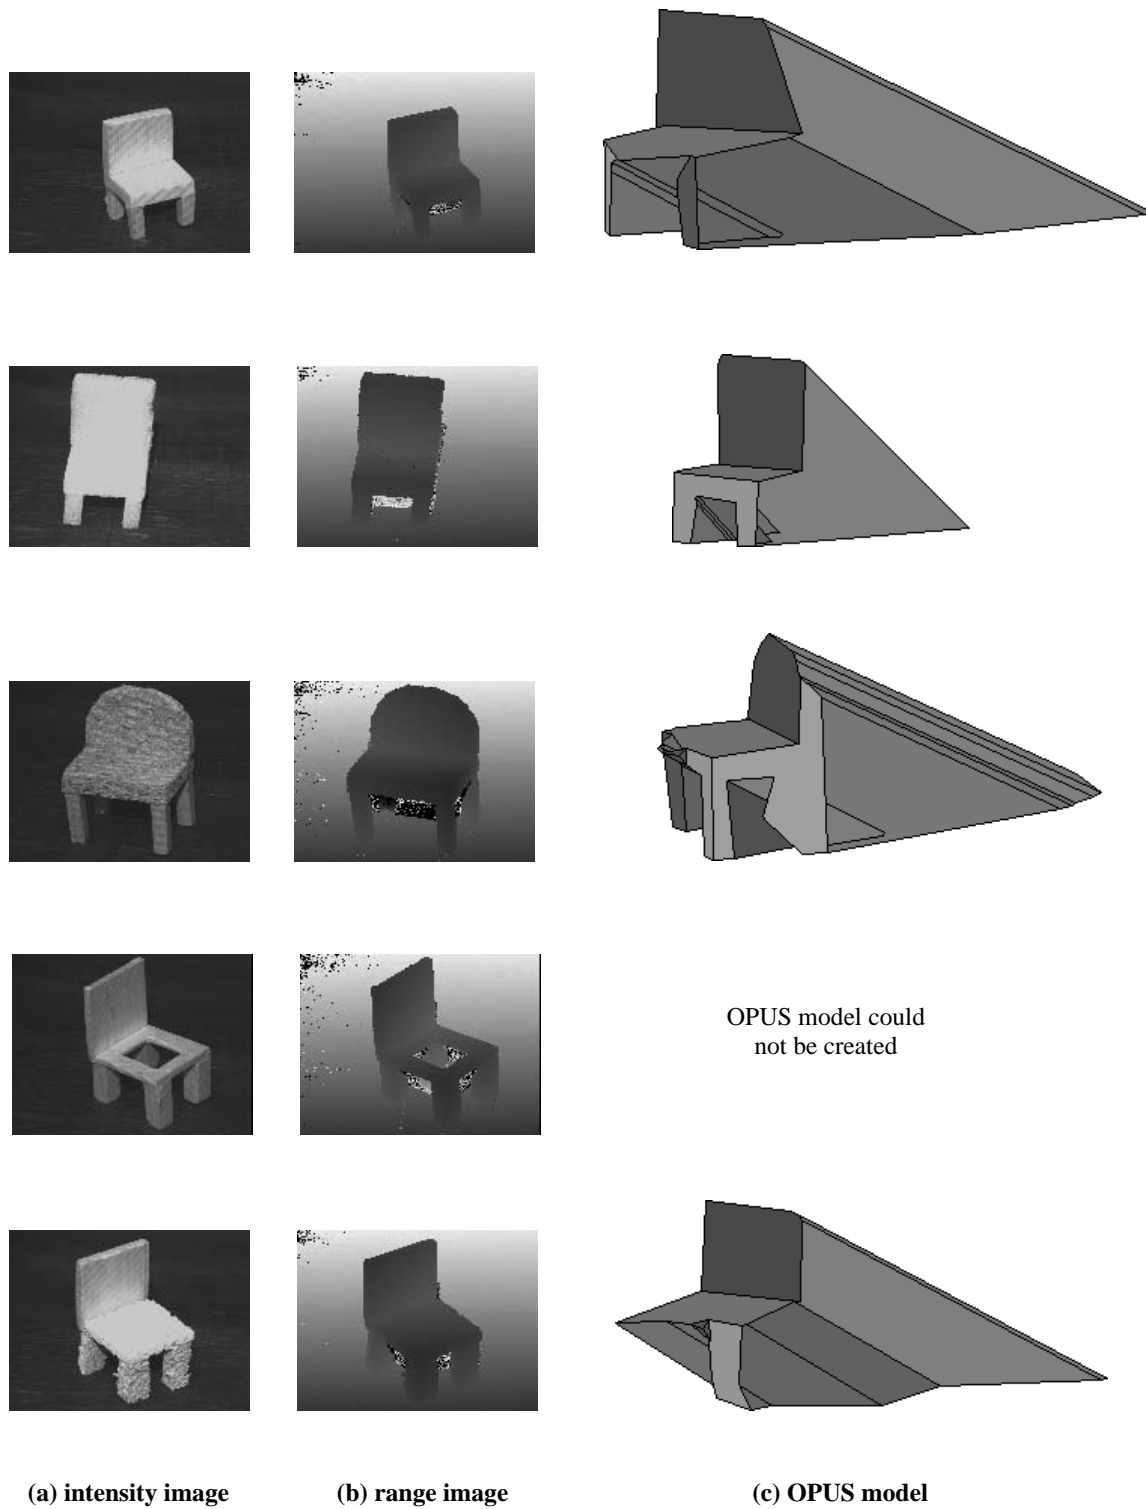 OPUS model could
not be created
(a) intensity image
(b) range image
(c) OPUS model